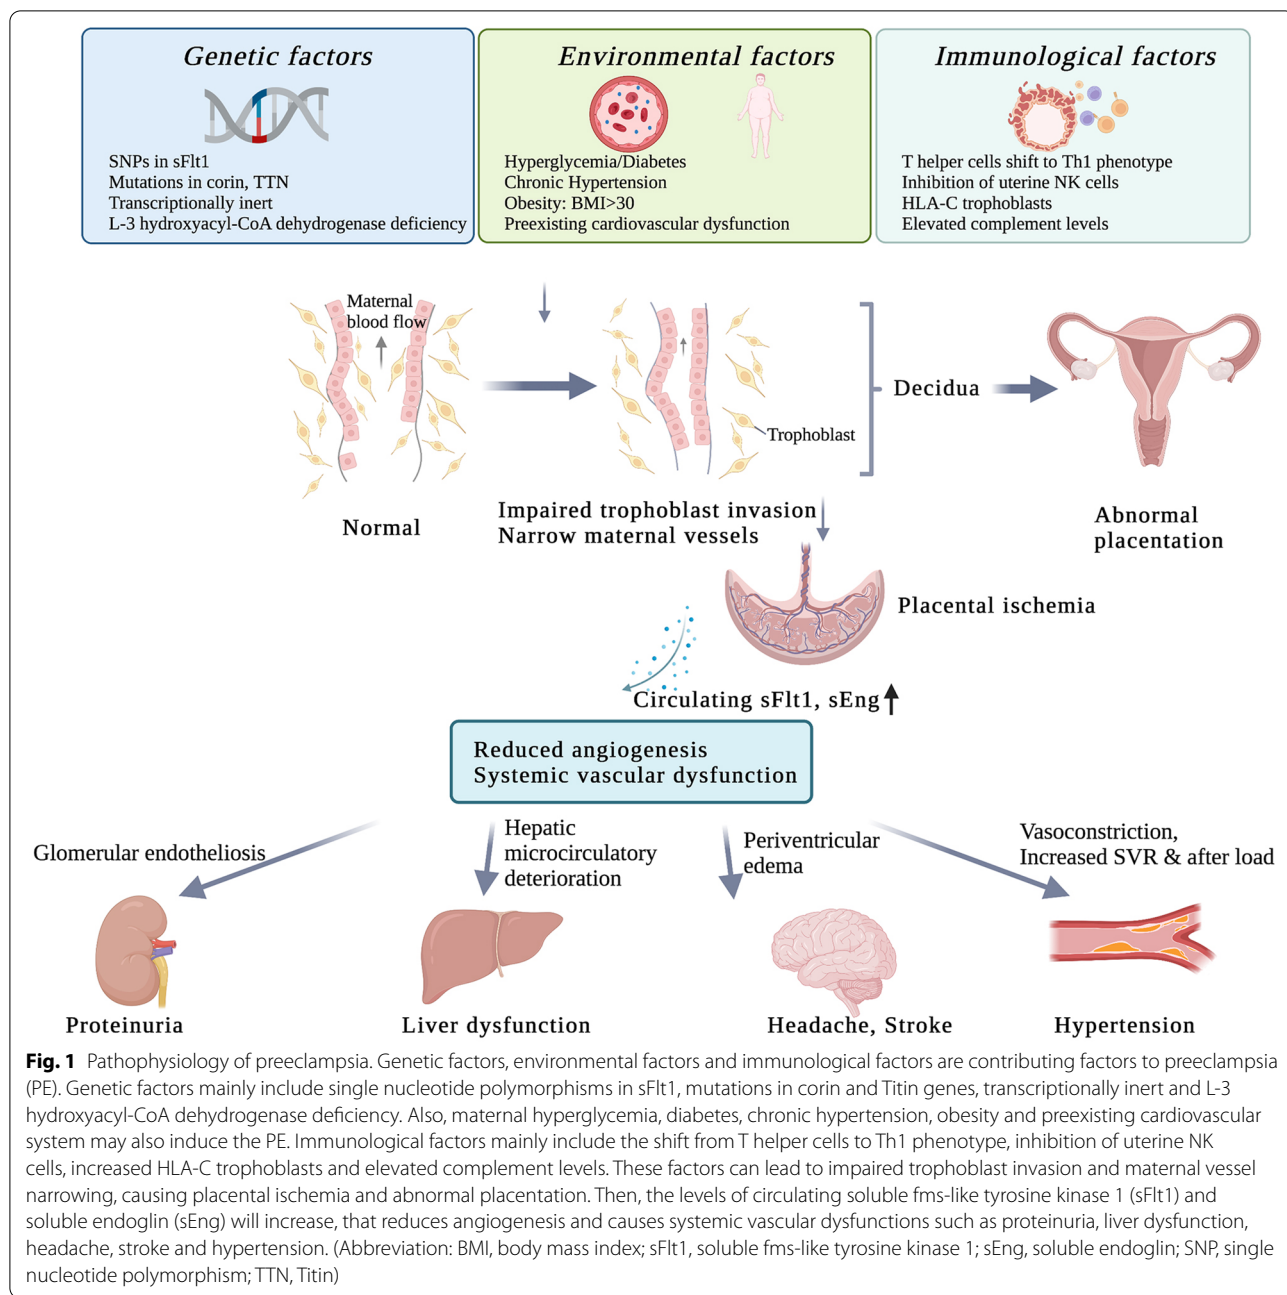 Genetic factors
SNPs in sFlt1
Mutations in corin, TTN
Transcriptionally inert
L-3 hydroxyacyl-CoA dehydrogenase deficiency
Environmental factors
Hyperglycemia/Diabetes
Chronic Hypertension
Obesity: BMI>30
Preexisting cardiovascular dysfunction
Immunological factors
T helper cells shift to Th1 phenotype
Inhibition of uterine NK cells
HLA-C trophoblasts
Elevated complement levels
Maternal
blood flow
Normal
Trophoblast
Impaired trophoblast invasion
Narrow maternal vessels
Decidua
Abnormal
placentation
Placental ischemia
Circulating sFlt1, sEng
Reduced angiogenesis
Systemic vascular dysfunction
Glomerular endotheliosis
Hepatic
microcirculatory
deterioration
Periventricular
edema
Vasoconstriction,
Increased SVR & after load
Proteinuria
Liver dysfunction
Headache, Stroke
Hypertension
Fig. 1 Pathophysiology of preeclampsia. Genetic factors, environmental factors and immunological factors are contributing factors to preeclampsia
(PE). Genetic factors mainly include single nucleotide polymorphisms in sFlt1, mutations in corin and Titin genes, transcriptionally inert and L-3
hydroxyacyl-CoA dehydrogenase deficiency. Also, maternal hyperglycemia, diabetes, chronic hypertension, obesity and preexisting cardiovascular
system may also induce the PE. Immunological factors mainly include the shift from T helper cells to Th1 phenotype, inhibition of uterine NK
cells, increased HLA-C trophoblasts and elevated complement levels. These factors can lead to impaired trophoblast invasion and maternal vessel
narrowing, causing placental ischemia and abnormal placentation. Then, the levels of circulating soluble fms-like tyrosine kinase 1 (sFlt1) and
soluble endoglin (sEng) will increase, that reduces angiogenesis and causes systemic vascular dysfunctions such as proteinuria, liver dysfunction,
headache, stroke and hypertension. (Abbreviation: BMI, body mass index; sFlt1, soluble fms-like tyrosine kinase 1; sEng, soluble endoglin; SNP, single
nucleotide polymorphism; TTN, Titin)